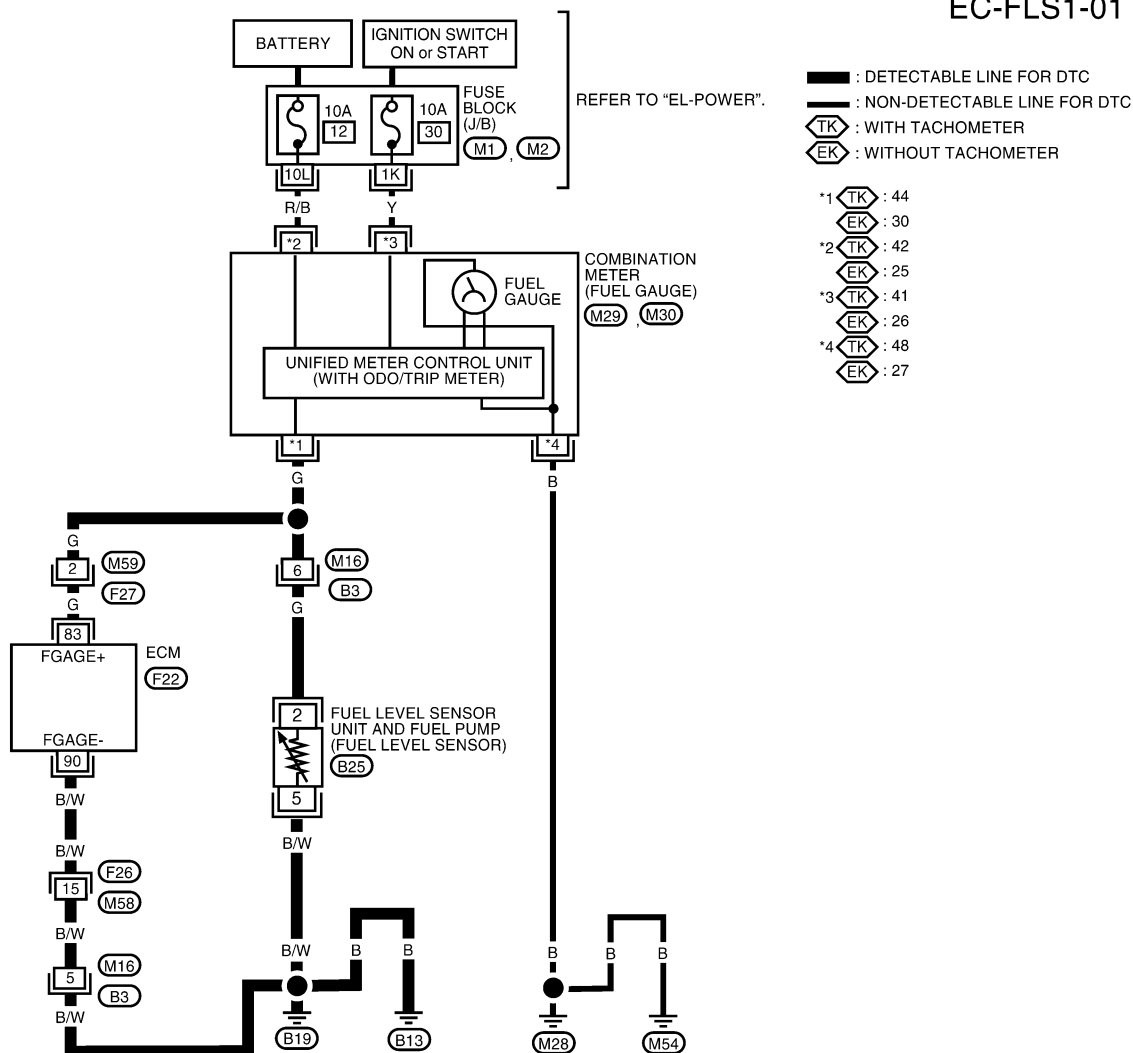 EC-FLS1-01
BATTERY
IGNITION SWITCH
ON or START
10A
12
10A
30
FUSE
BLOCK
(J/B)
M1 , M2
REFER TO “EL-POWER”.
: DETECTABLE LINE FOR DTC
: NON-DETECTABLE LINE FOR DTC
TK : WITH TACHOMETER
EK : WITHOUT TACHOMETER
10L
1K
R/B
Y
*2
*3
*1 TK : 44
EK : 30
*2 TK : 42
EK : 25
*3 TK : 41
EK : 26
*4 TK : 48
EK : 27
FUEL
GAUGE
COMBINATION
METER
(FUEL GAUGE)
M29 , M30
UNIFIED METER CONTROL UNIT
(WITH ODO/TRIP METER)
*1
*4
G
B
G
2
M59
F27
G
6
M16
B3
G
83
FGAGE+
ECM
F22
FGAGE-
90
2
FUEL LEVEL SENSOR
UNIT AND FUEL PUMP
(FUEL LEVEL SENSOR)
B25
5
B/W
B/W
B/W
15
F26
M58
B/W
5
M16
B3
B/W
B/W
B
B
B
B
B
B19
B13
M28
M54